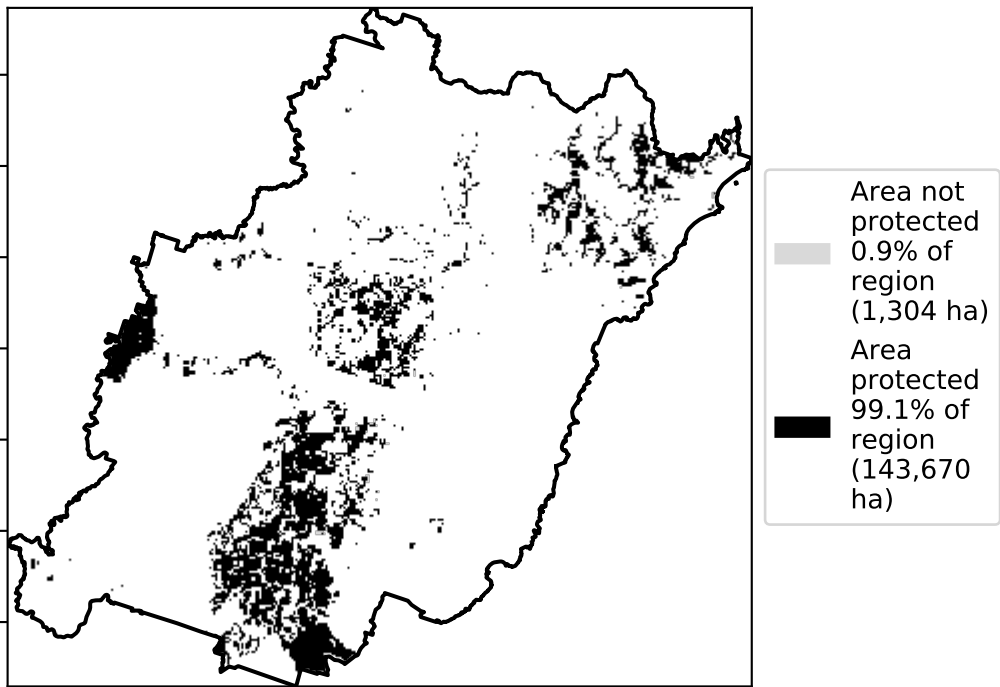 Area not
protected
0.9% of
region
(1,304 ha)
Area
protected
99.1% of
region
(143,670
ha)